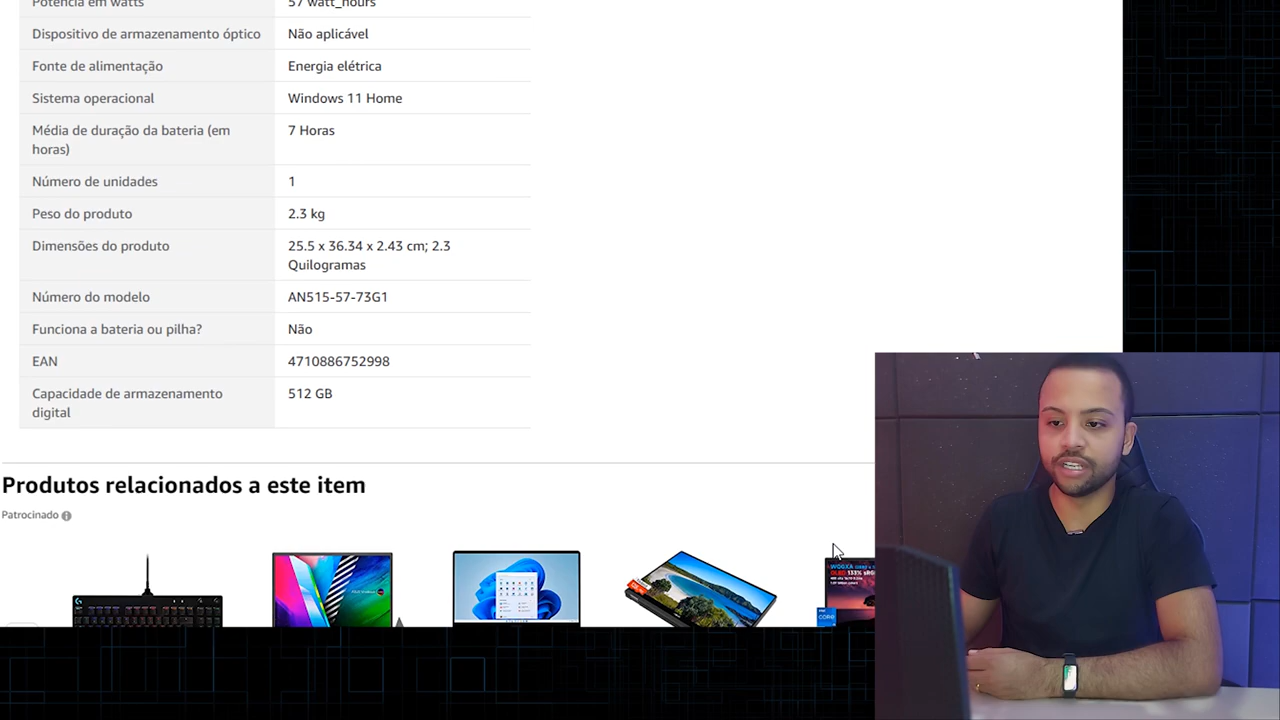 Potência em watts 57 watt_hours
Dispositivo de armazenamento óptico Não aplicável
Fonte de alimentação Energia elétrica
Sistema operacional Windows 11 Home
Média de duração da bateria (em 7 Horas
horas)
Número de unidades 1
Peso do produto 2.3 kg
Dimensões do produto 25.5 x 36.34 x 2.43 cm; 2.3
Quilogramas
Número do modelo AN515-57-73G1
Funciona a bateria ou pilha? Não
EAN 4710886752998
Capacidade de armazenamento 512 GB
digital
Produtos relacionados a este item
Patrocinado